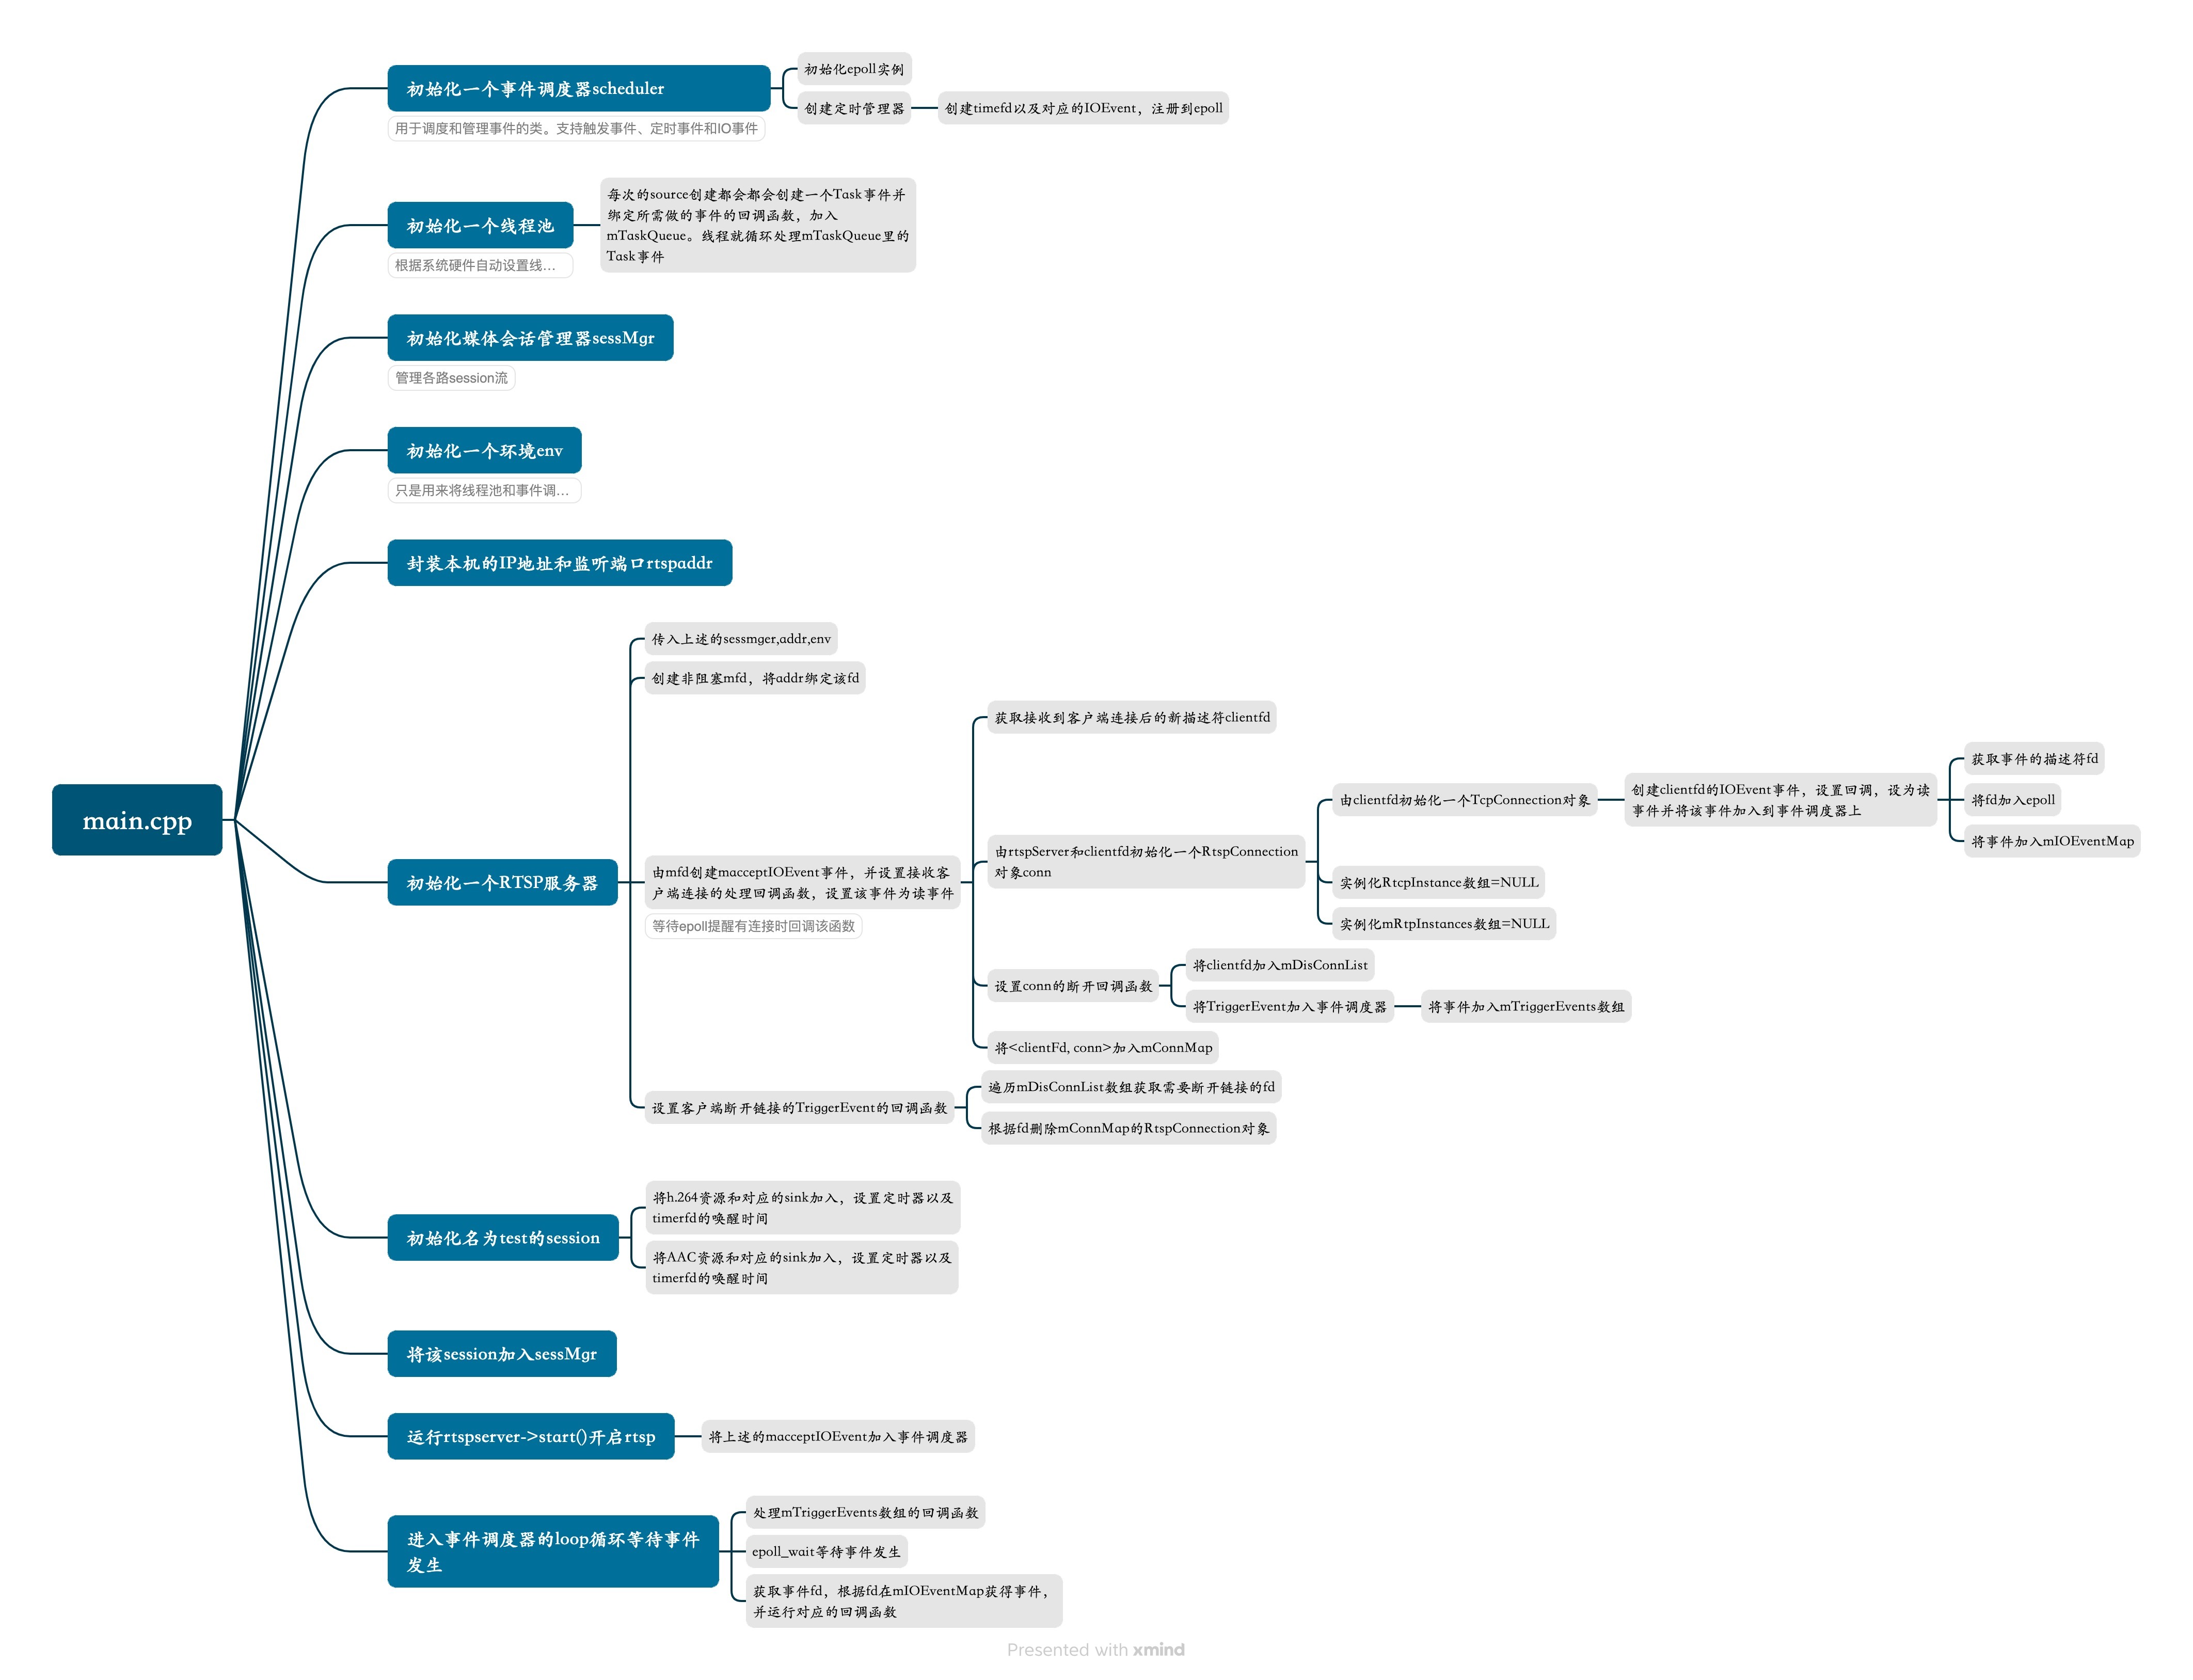 main.cpp
初始化一个事件调度器scheduler
用于调度和管理事件的类。支持触发事件、定时事件和IO事件
初始化epoll实例
创建定时管理器
创建timefd以及对应的IOEvent，注册到epoll
初始化一个线程池
根据系统硬件自动设置线…
每次的source创建都会都会创建一个Task事件并
绑定所需做的事件的回调函数，加入
mTaskQueue。线程就循环处理mTaskQueue里的
Task事件
初始化媒体会话管理器sessMgr
管理各路session流
初始化一个环境env
只是用来将线程池和事件调…
封装本机的IP地址和监听端口rtspaddr
初始化一个RTSP服务器
传入上述的sessmger,addr,env
创建非阻塞mfd，将addr绑定该fd
由mfd创建macceptIOEvent事件，并设置接收客
户端连接的处理回调函数，设置该事件为读事件
等待epoll提醒有连接时回调该函数
获取接收到客户端连接后的新描述符clientfd
由rtspServer和clientfd初始化一个RtspConnection
对象conn
由clientfd初始化一个TcpConnection对象
创建clientfd的IOEvent事件，设置回调，设为读
事件并将该事件加入到事件调度器上
获取事件的描述符fd
将fd加入epoll
将事件加入mIOEventMap
实例化RtcpInstance数组=NULL
实例化mRtpInstances数组=NULL
设置conn的断开回调函数
将clientfd加入mDisConnList
将TriggerEvent加入事件调度器
将事件加入mTriggerEvents数组
将<clientFd, conn>加入mConnMap
设置客户端断开链接的TriggerEvent的回调函数
遍历mDisConnList数组获取需要断开链接的fd
根据fd删除mConnMap的RtspConnection对象
初始化名为test的session
将h.264资源和对应的sink加入，设置定时器以及
timerfd的唤醒时间
将AAC资源和对应的sink加入，设置定时器以及
timerfd的唤醒时间
将该session加入sessMgr
运行rtspserver->start()开启rtsp
将上述的macceptIOEvent加入事件调度器
进入事件调度器的loop循环等待事件
发生
处理mTriggerEvents数组的回调函数
epoll_wait等待事件发生
获取事件fd，根据fd在mIOEventMap获得事件，
并运行对应的回调函数
Presented with xmind